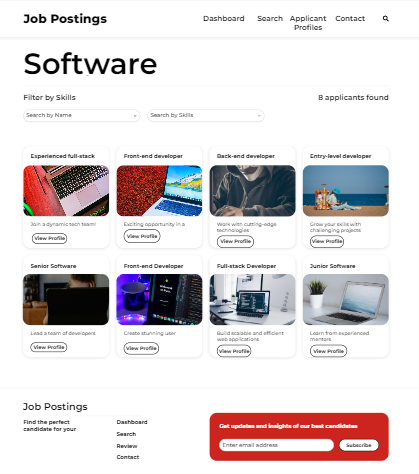 Job Postings
Dashboard Search Applicant Profiles Contact
Software
Filter by Skills
8 applicants found
Search by Name
Search by Skills
Experienced full-stack
Join a dynamic tech team!
View Profile
Front-end developer
Exciting opportunity in a
View Profile
Back-end developer
Work with cutting-edge
technologies
View Profile
Entry-level developer
Grow your skills with
challenging projects
View Profile
Senior Software
Lead a team of developers
View Profile
Front-end Developer
Create stunning user
View Profile
Full-stack Developer
Build scalable and efficient
web applications
View Profile
Junior Software
Learn from experienced
mentors
View Profile
Job Postings
Find the perfect
candidate for your
Dashboard
Search
Review
Contact
Get updates and insights of our best candidates
Enter email address
Subscribe